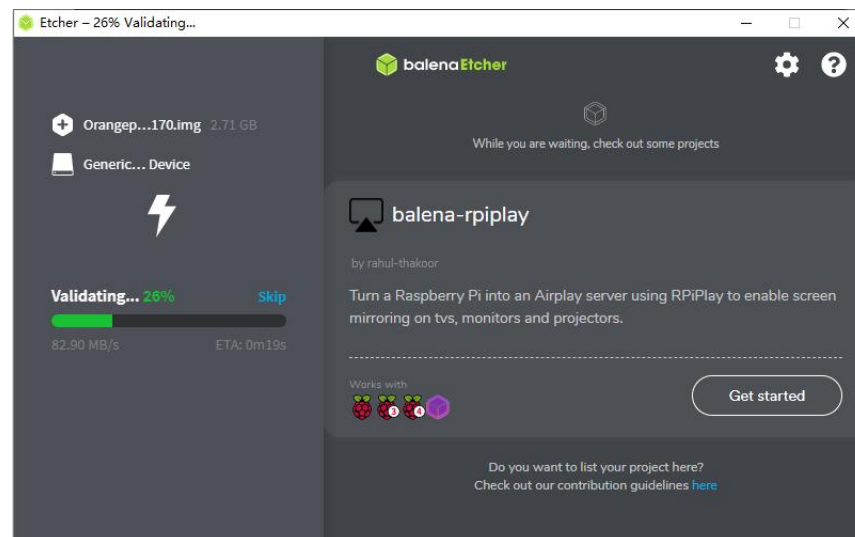 Etcher – 26% Validating...
balenaEtcher
Orangep...170.img 2.71 GB
Generic... Device
Validating... 26% Skip
82.90 MB/s ETA: 0m19s
While you are waiting, check out some projects
balena-rpiplay
by rahul-thakoor
Turn a Raspberry Pi into an Airplay server using RPiPlay to enable screen
mirroring on tvs, monitors and projectors.
Works with
3 4
Get started
Do you want to list your project here?
Check out our contribution guidelines here